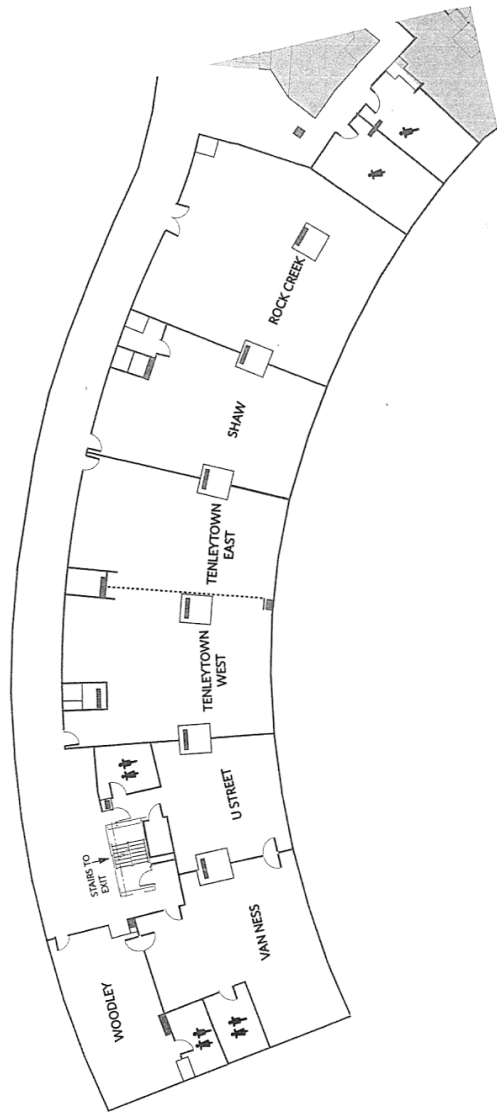 ROCK CREEK
SHAW
TENLEYTOWN
EAST
TENLEYTOWN
WEST
U STREET
STAIRS TO
EXIT
VAN NESS
WOODLEY